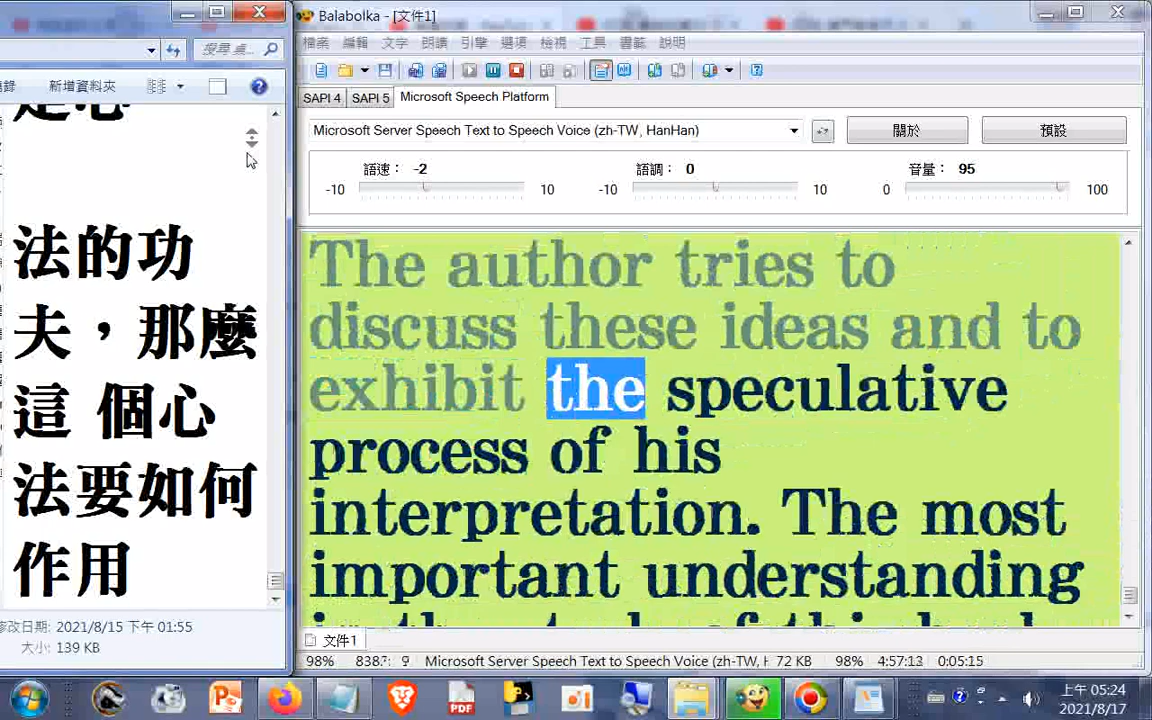 搜尋桌...
新增資料夾
是心
法的功
夫，那麼
這 個心
法要如何
作用
修改日期: 2021/8/15 下午 01:55
大小: 139 KB
Balabolka - [文件1]
檔案 編輯 文字 朗讀 引擎 選項 檢視 工具 書籤 說明
SAPI 4 SAPI 5 Microsoft Speech Platform
Microsoft Server Speech Text to Speech Voice (zh-TW, HanHan) 關於 預設
語速： -2 語調： 0 音量： 95
-10 10 -10 10 0 100
The author tries to
discuss these ideas and to
exhibit the speculative
process of his
interpretation. The most
important understanding
文件1
98% Microsoft Server Speech Text to Speech Voice (zh-TW, H 72 KB 98% 4:57:13 0:05:15
PDF
上午 05:24
2021/8/17